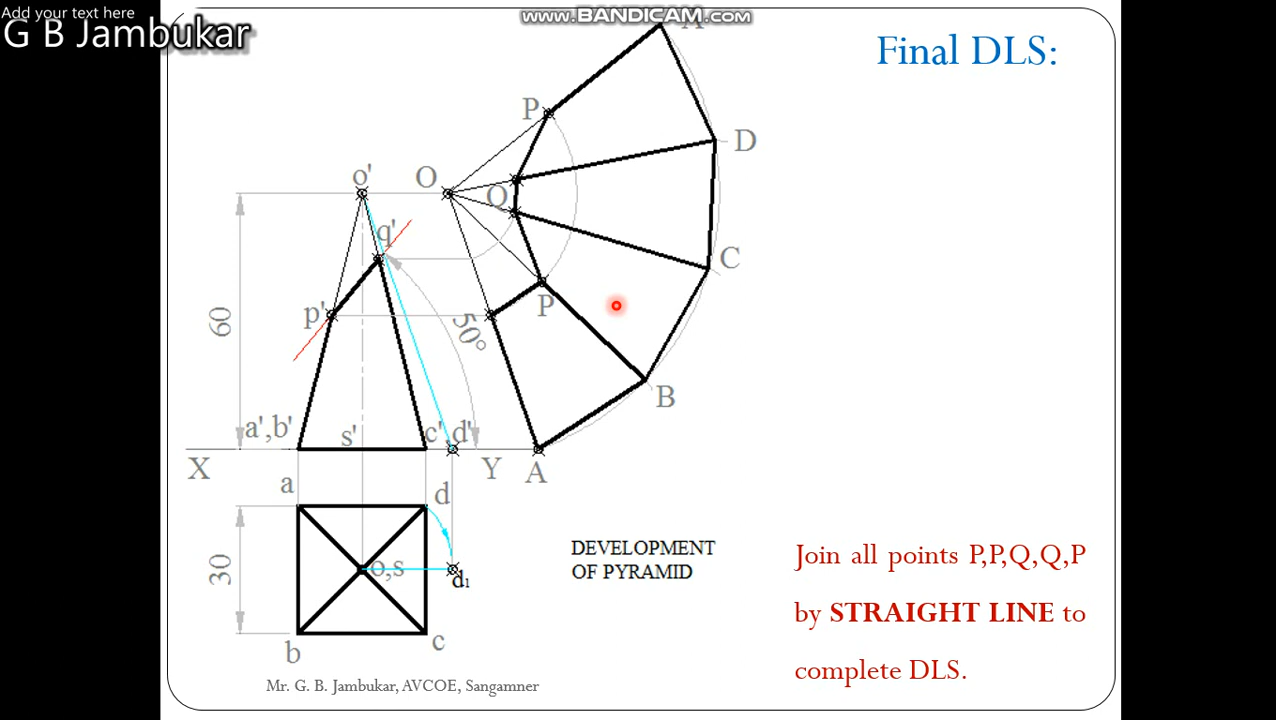 Add your text here
G B Jambukar
www.BANDICAM.com
Final DLS:
A
P
D
o'
O
Q
q'
C
60
p'
50°
P
B
a',b'
s'
c'
d'
X
Y
A
a
d
30
o,s
d1
b
c
DEVELOPMENT
OF PYRAMID
Join all points P,P,Q,Q,P
by STRAIGHT LINE to
complete DLS.
Mr. G. B. Jambukar, AVCOE, Sangamner